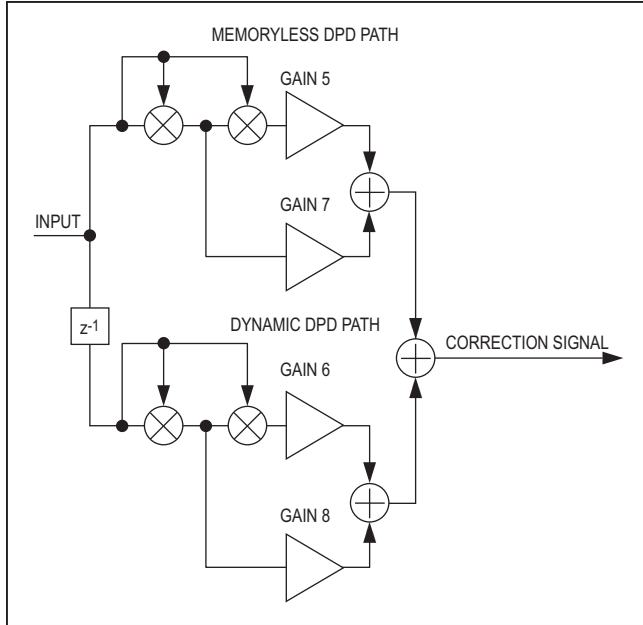 MEMORYLESS DPD PATH
GAIN 5
GAIN 7
INPUT
z-1
DYNAMIC DPD PATH
CORRECTION SIGNAL
GAIN 6
GAIN 8